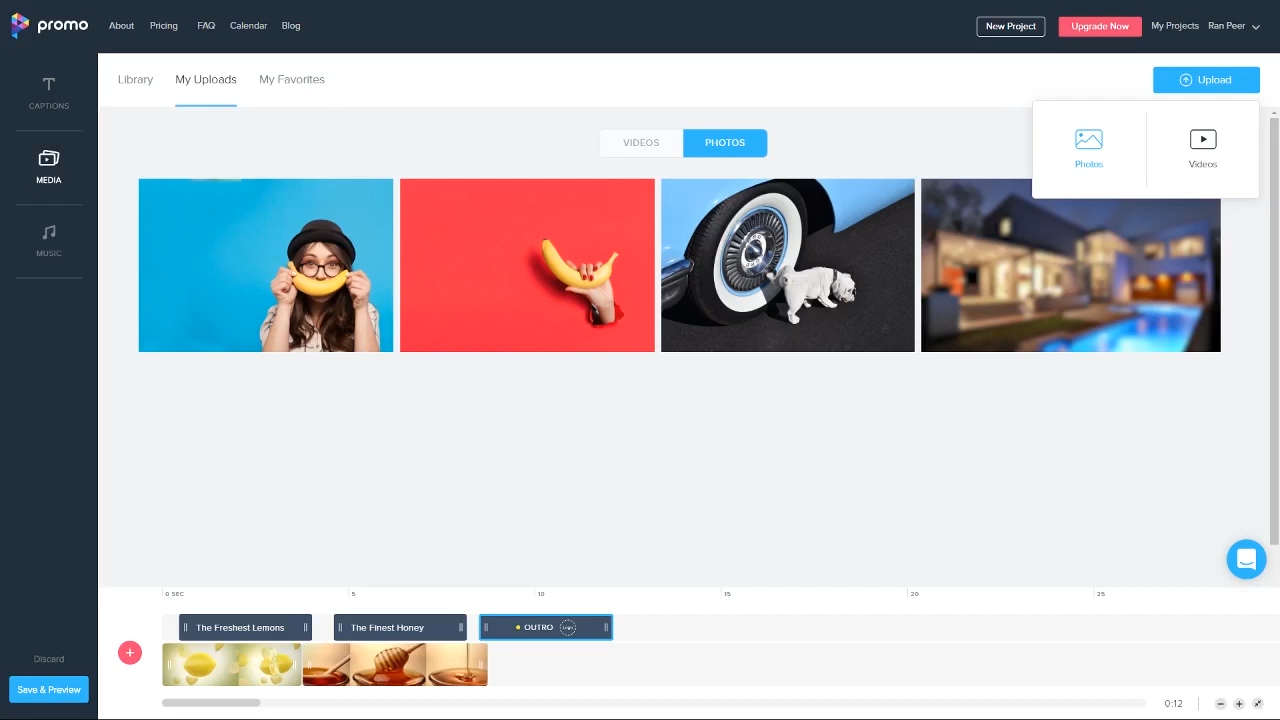 promo
About
Pricing
FAQ
Calendar
Blog
New Project
Upgrade Now
My Projects
Ran Peer
CAPTIONS
MEDIA
MUSIC
Library
My Uploads
My Favorites
Upload
Photos
Videos
VIDEOS
PHOTOS
0 SEC
5
10
15
20
25
The Freshest Lemons
The Finest Honey
OUTRO
Logo
Discard
Save & Preview
0:12